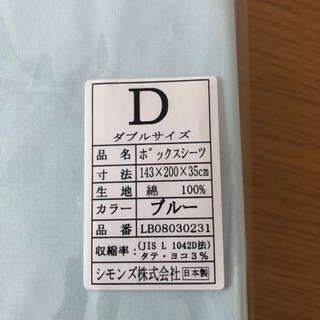 D
ダブルサイズ
品名 ボックスシーツ
寸法 143×200×35cm
生地 綿 100%
カラー ブルー
品番 LB08030231
収縮率：(JIS L 1042D法)
タテ・ヨコ3%
シモンズ株式会社 日本製